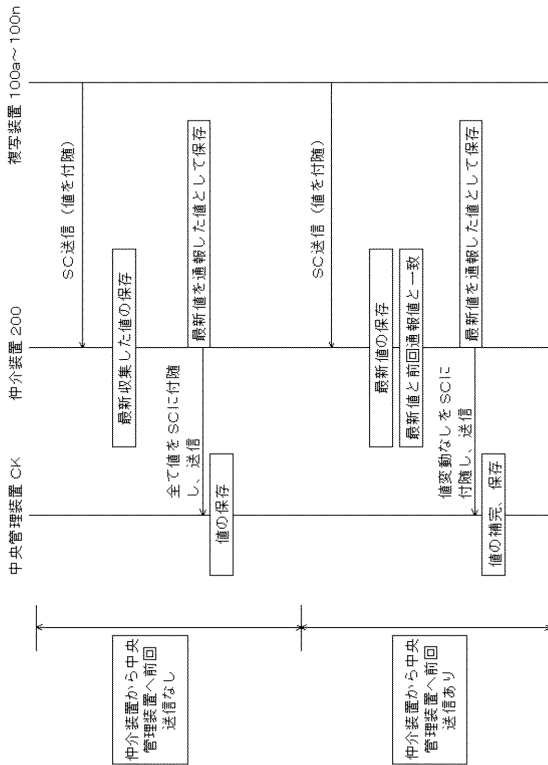 中央管理装置 CK
仲介装置 200
複写装置 100a～100n
仲介装置から中央
管理装置へ前回
送信なし
SC送信（値を付随）
最新収集した値の保存
最新値を通報した値として保存
全て値をSCに付随
し、送信
値の保存
仲介装置から中央
管理装置へ前回
送信あり
SC送信（値を付随）
最新値の保存
最新値と前回通報値と一致
最新値を通報した値として保存
値変動なしをSCに
付随し、送信
値の補完、保存